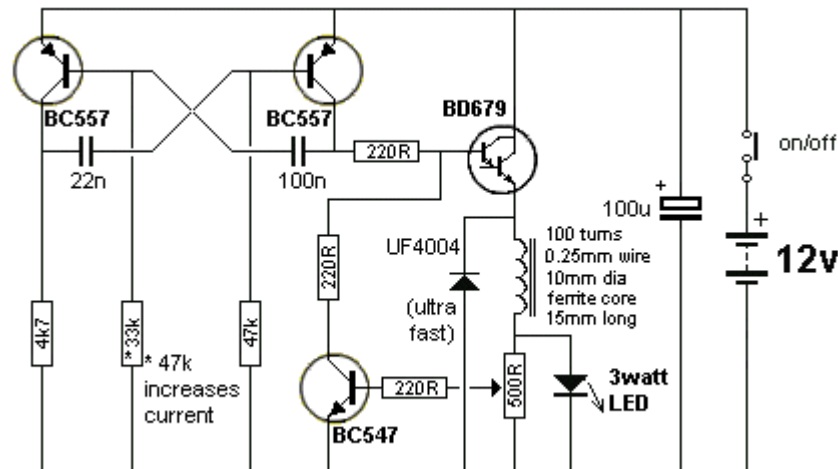 BC557
BC557
BD679
22n
100n
220R
on/off
100u
+
+
12v
UF4004
(ultra
fast)
100 turns
0.25mm wire
10mm dia
ferrite core
15mm long
220R
4k7
* 33k
47k
* 47k
increases
current
220R
500R
3watt
LED
BC547